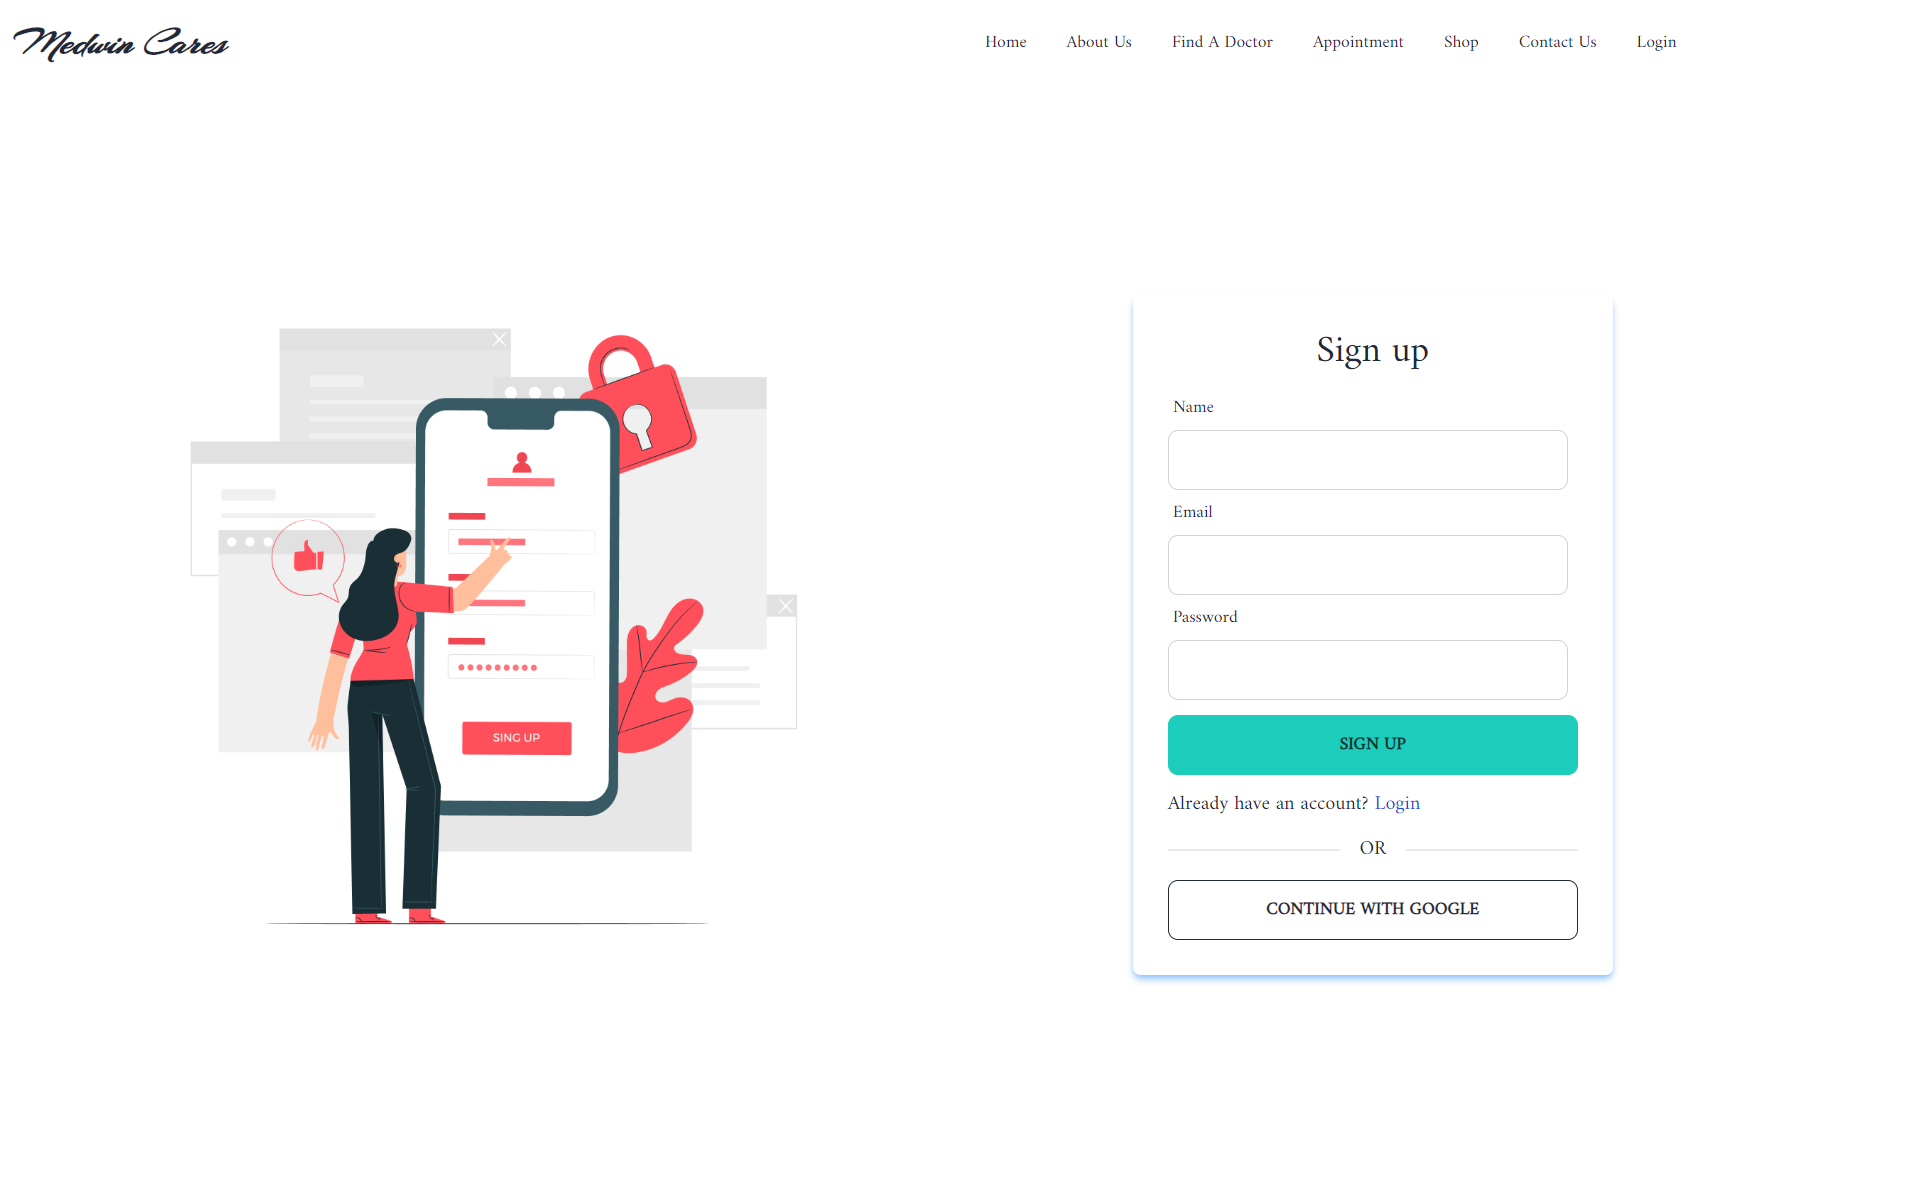 Medwin Cares
Home About Us Find A Doctor Appointment Shop Contact Us Login
SING UP
Sign up
Name
Email
Password
SIGN UP
Already have an account? Login
OR
CONTINUE WITH GOOGLE